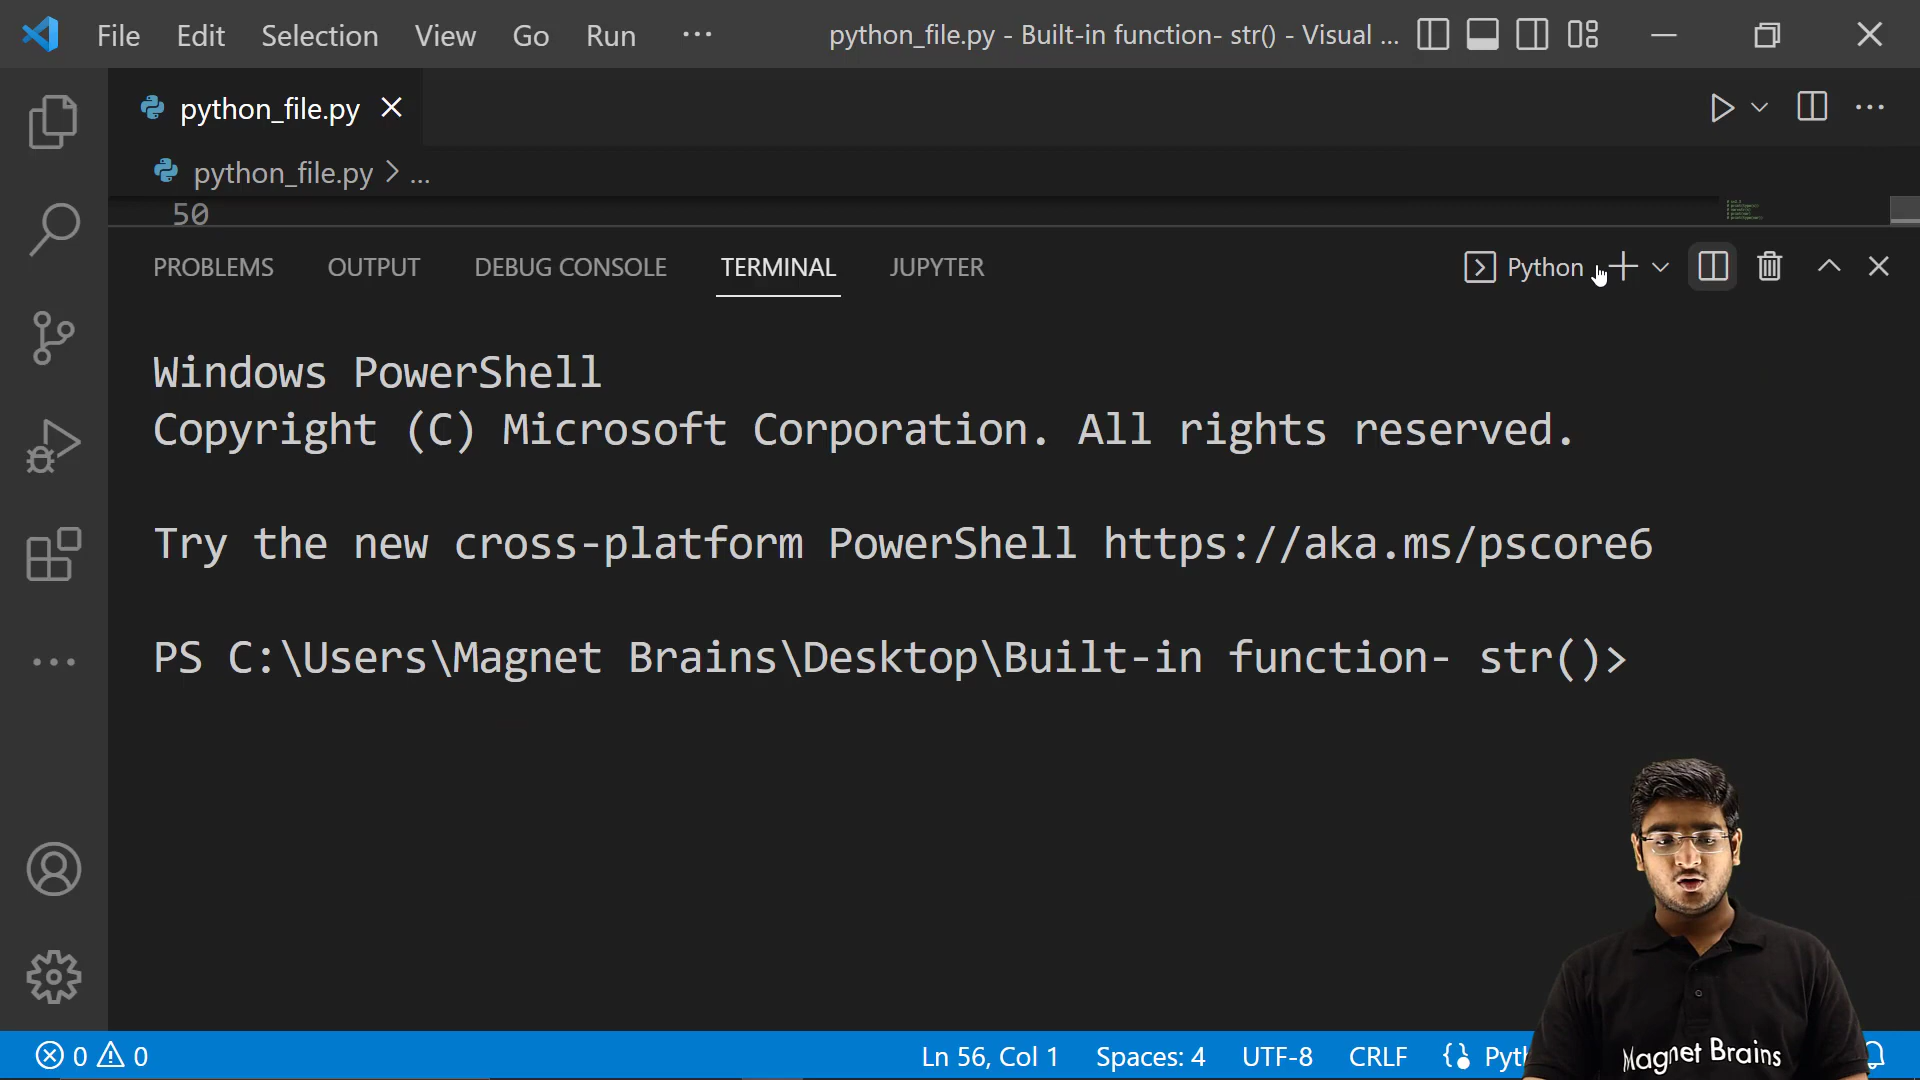 File Edit Selection View Go Run ... python_file.py - Built-in function- str() - Visual ...
python_file.py
python_file.py > ...
50
PROBLEMS OUTPUT DEBUG CONSOLE TERMINAL JUPYTER Python
Windows PowerShell
Copyright (C) Microsoft Corporation. All rights reserved.
Try the new cross-platform PowerShell https://aka.ms/pscore6
PS C:\Users\Magnet Brains\Desktop\Built-in function- str()>
0 0 Ln 56, Col 1 Spaces: 4 UTF-8 CRLF Pyth
Magnet Brains